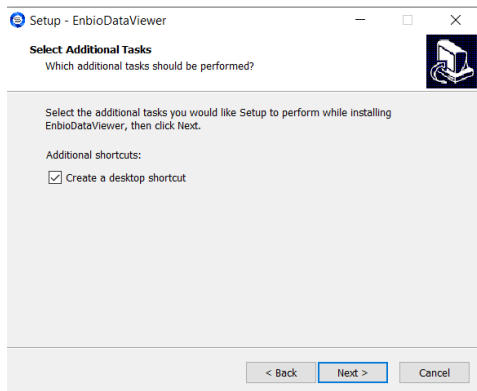 Setup - EnbioDataViewer
Select Additional Tasks
Which additional tasks should be performed?
Select the additional tasks you would like Setup to perform while installing
EnbioDataViewer, then click Next.
Additional shortcuts:
Create a desktop shortcut
< Back Next > Cancel